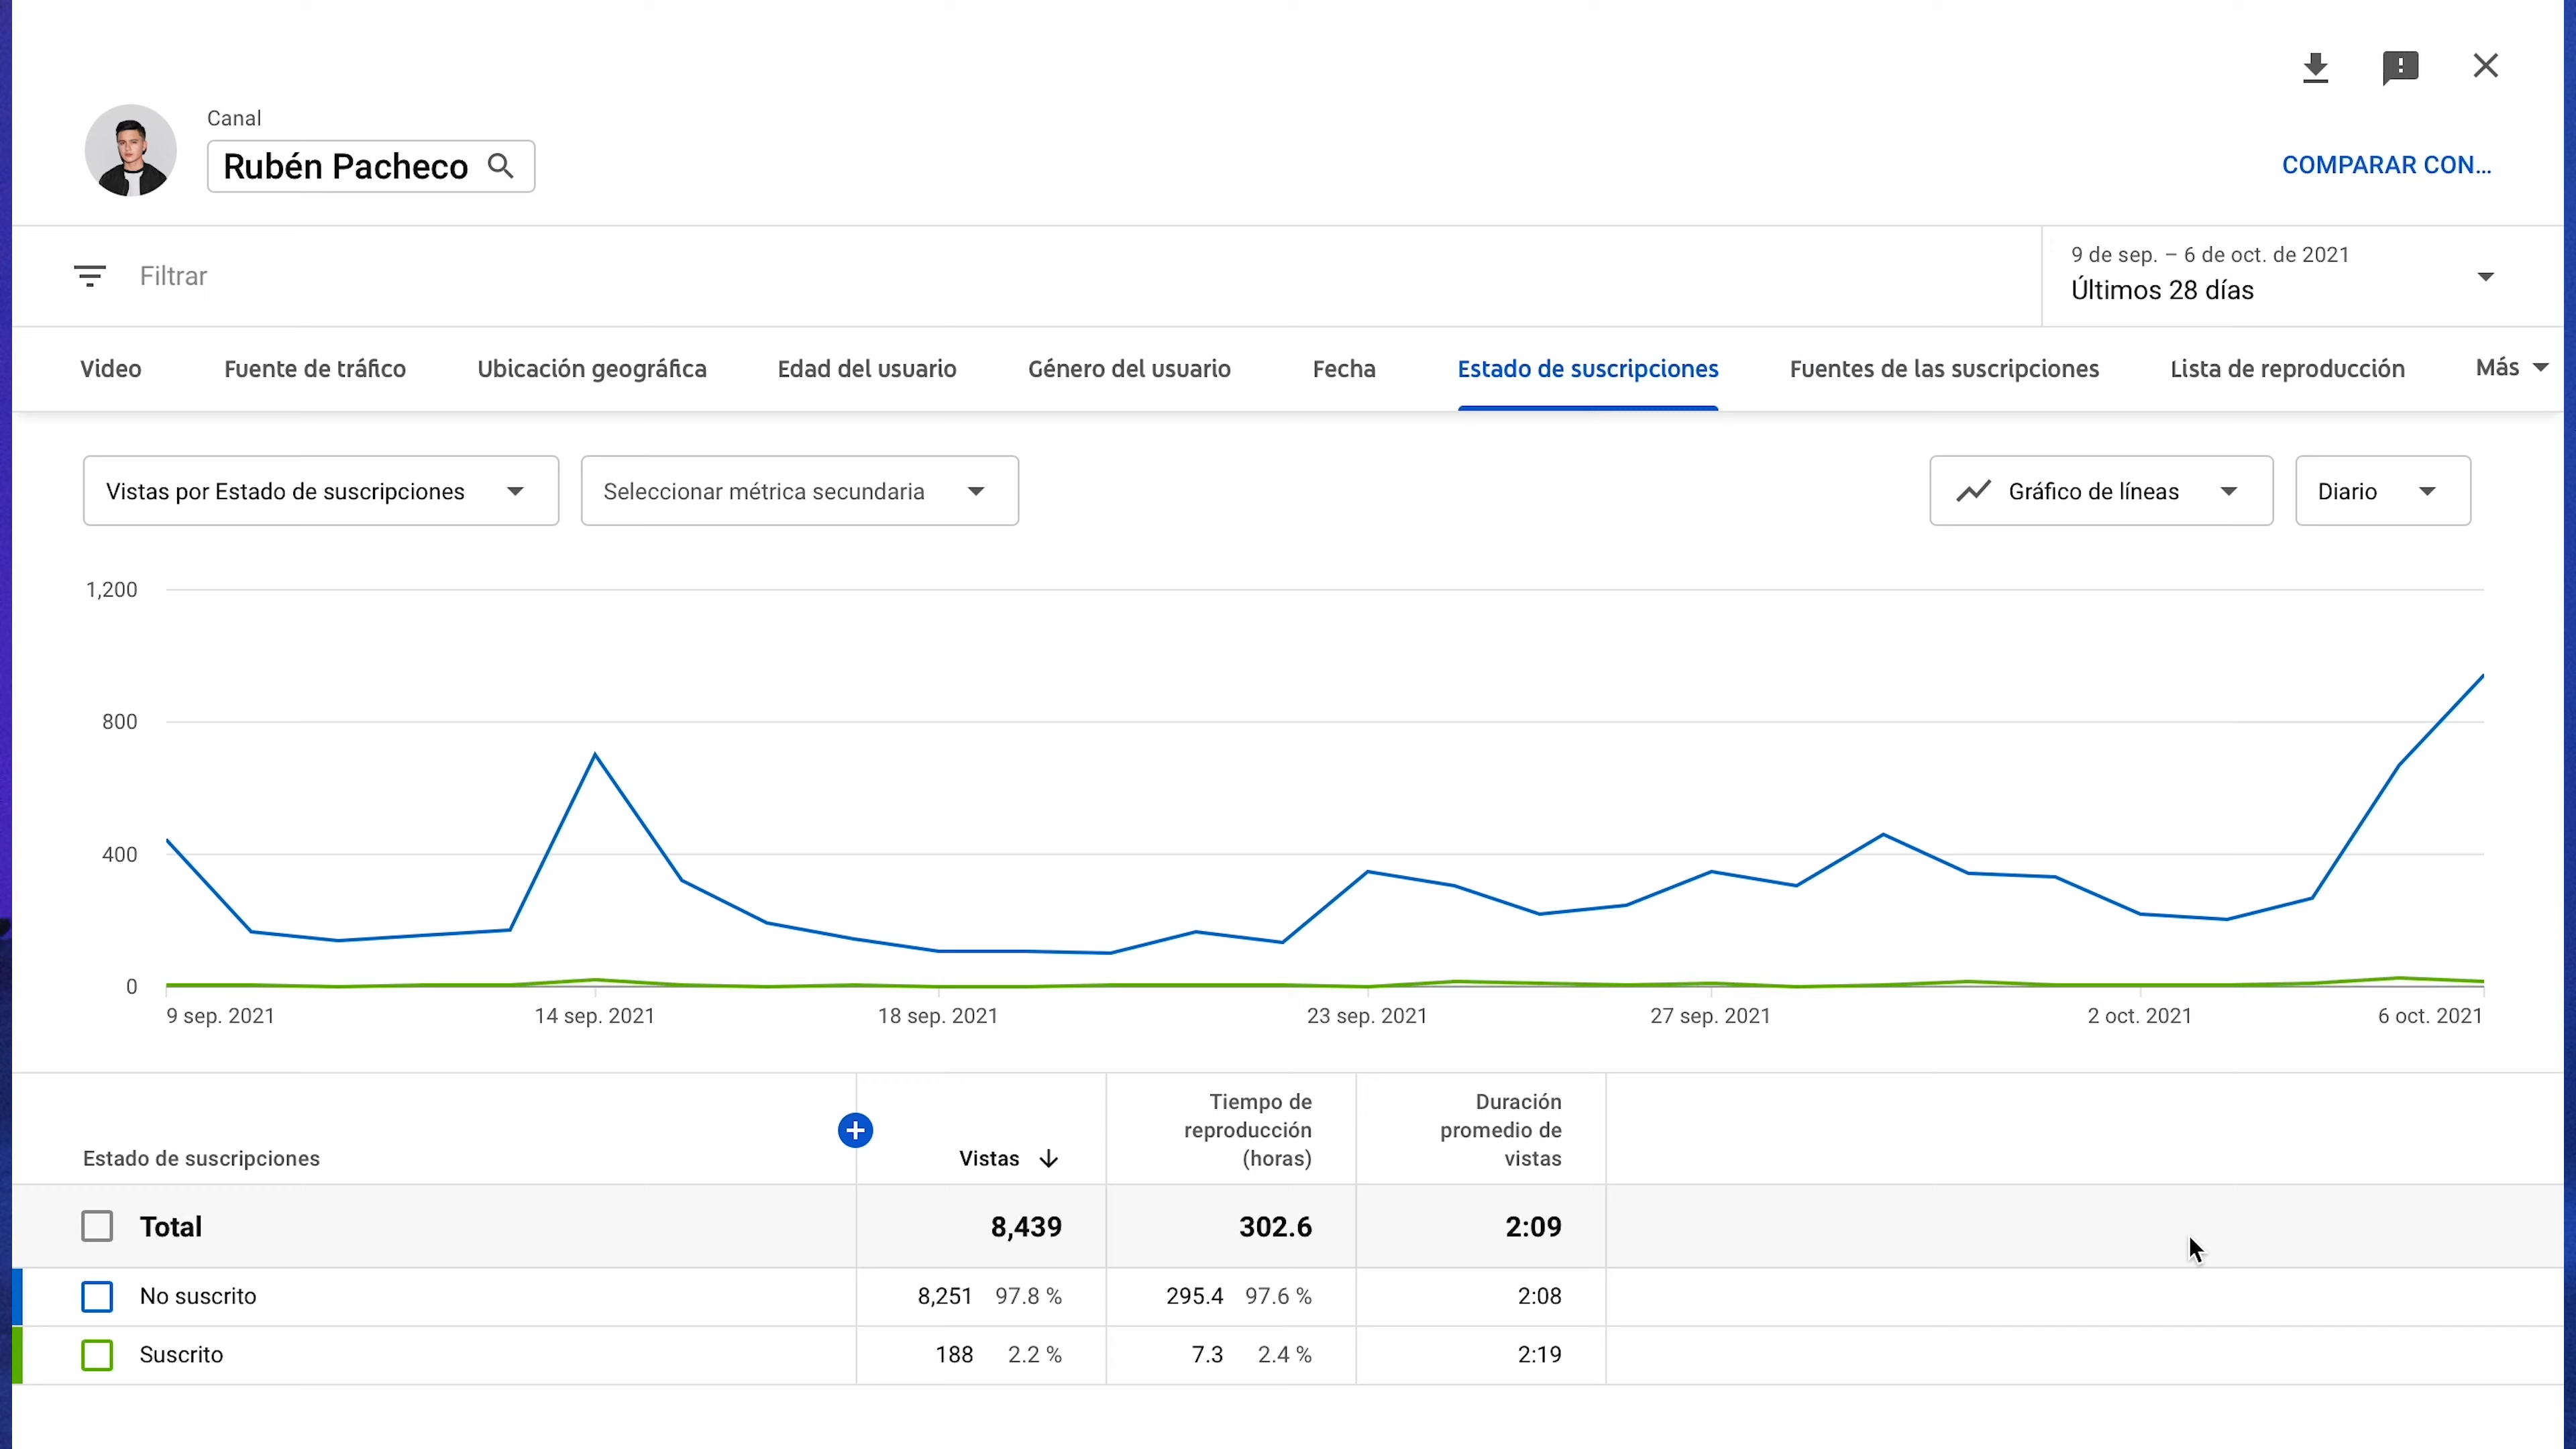 Canal
Rubén Pacheco
COMPARAR CON...
Filtrar
9 de sep. – 6 de oct. de 2021
Últimos 28 días
Video Fuente de tráfico Ubicación geográfica Edad del usuario Género del usuario Fecha Estado de suscripciones Fuentes de las suscripciones Lista de reproducción Más
Vistas por Estado de suscripciones Seleccionar métrica secundaria Gráfico de líneas Diario
1,200
800
400
0
9 sep. 2021 14 sep. 2021 18 sep. 2021 23 sep. 2021 27 sep. 2021 2 oct. 2021 6 oct. 2021
Estado de suscripciones
Vistas
Tiempo de
reproducción
(horas)
Duración
promedio de
vistas
Total 8,439 302.6 2:09
No suscrito 8,251 97.8 % 295.4 97.6 % 2:08
Suscrito 188 2.2 % 7.3 2.4 % 2:19